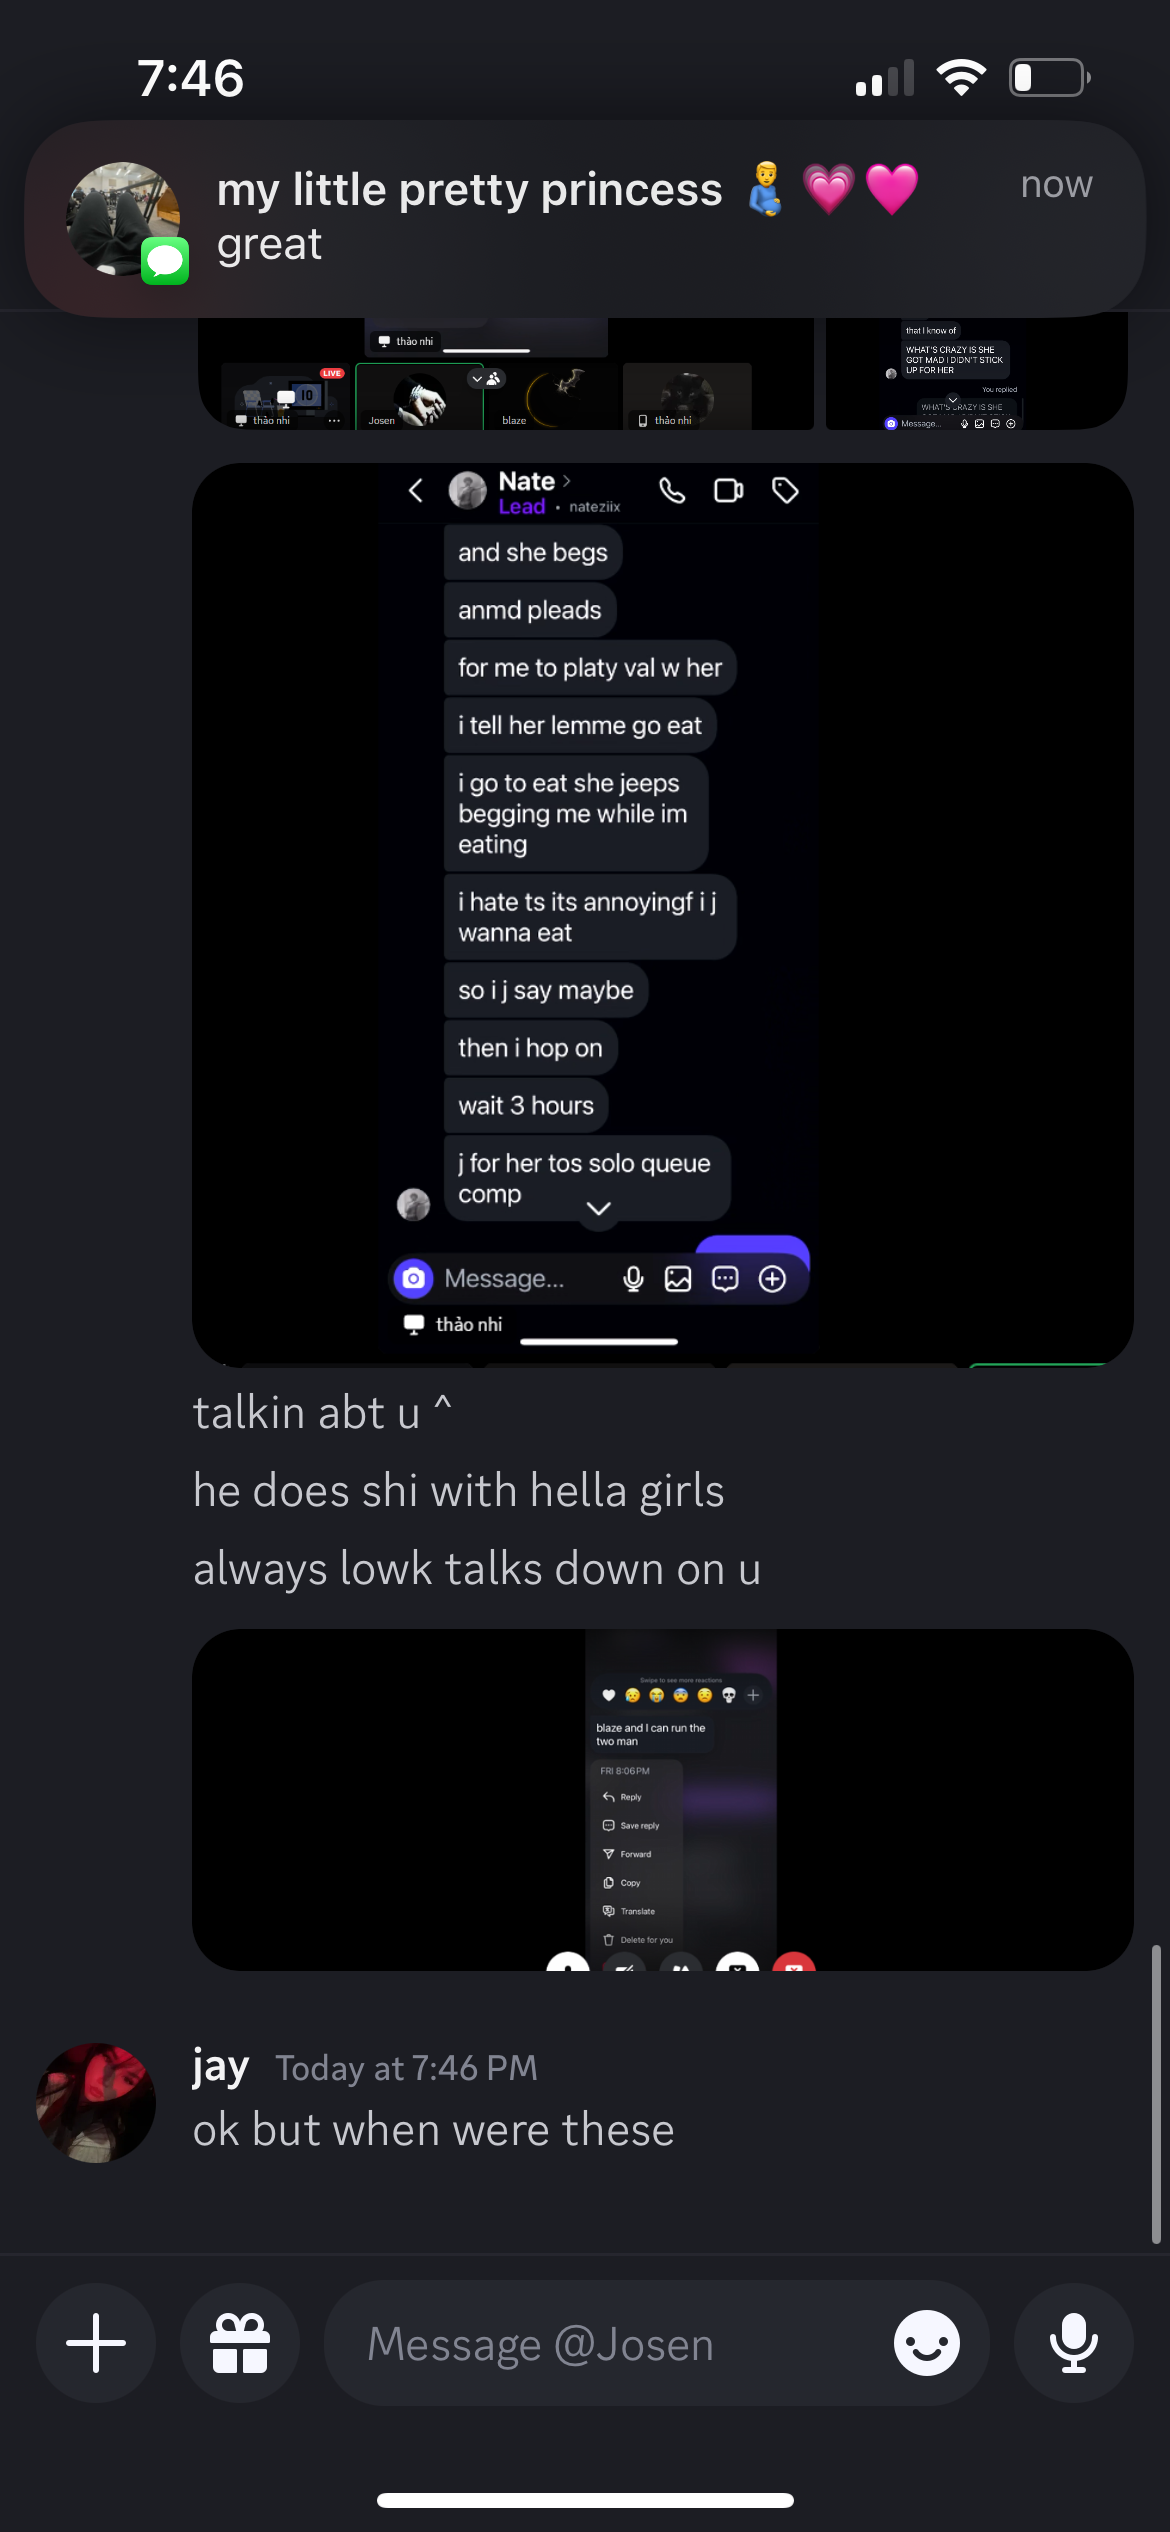 7:46
my little pretty princess 🫃💗🩷
now
great
thảo nhi
LIVE
10
thảo nhi
Josen
blaze
thảo nhi
that I know of
WHAT'S CRAZY IS SHE
GOT MAD I DIDN'T STICK
UP FOR HER
You replied
WHAT'S CRAZY IS SHE
Message...
Nate
Lead • nateziix
and she begs
anmd pleads
for me to platy val w her
i tell her lemme go eat
i go to eat she jeeps
begging me while im
eating
i hate ts its annoyingf i j
wanna eat
so i j say maybe
then i hop on
wait 3 hours
j for her tos solo queue
comp
Message...
thảo nhi
talkin abt u ^
he does shi with hella girls
always lowk talks down on u
Swipe to see more reactions
blaze and I can run the
two man
FRI 8:06 PM
Reply
Save reply
Forward
Copy
Translate
Delete for you
jay Today at 7:46 PM
ok but when were these
Message @Josen